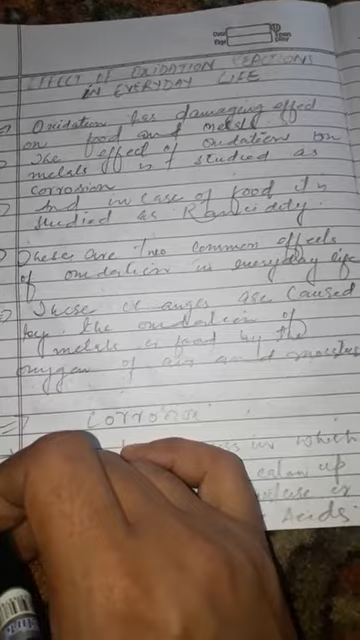 EFFECT OF OXIDATION REACTIONS
IN EVERYDAY LIFE
Oxidation has damaging effect
on food and metals.
The effect of oxidation on
metals is studied as
corrosion
And in case of food it is
studied as Rancidity.
These are two common effects
of oxidation in everyday life
These changes are caused
by the oxidation of
metals or food by the
oxygen of air and moisture
Corrosion
in which
eaten up
Acids